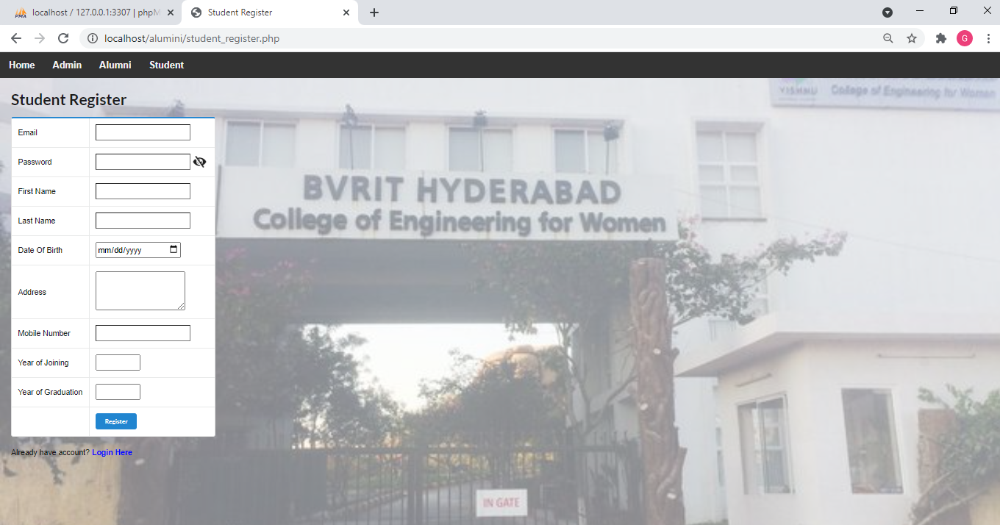 localhost / 127.0.0.1:3307 | phpM
Student Register
localhost/alumini/student_register.php
G
Home Admin Alumni Student
Student Register
Email
Password
First Name
Last Name
Date Of Birth mm/dd/yyyy
Address
Mobile Number
Year of Joining
Year of Graduation
Register
Already have account? Login Here
VISHNU
College of Engineering for Women
BVRIT HYDERABAD
College of Engineering for Women
IN GATE